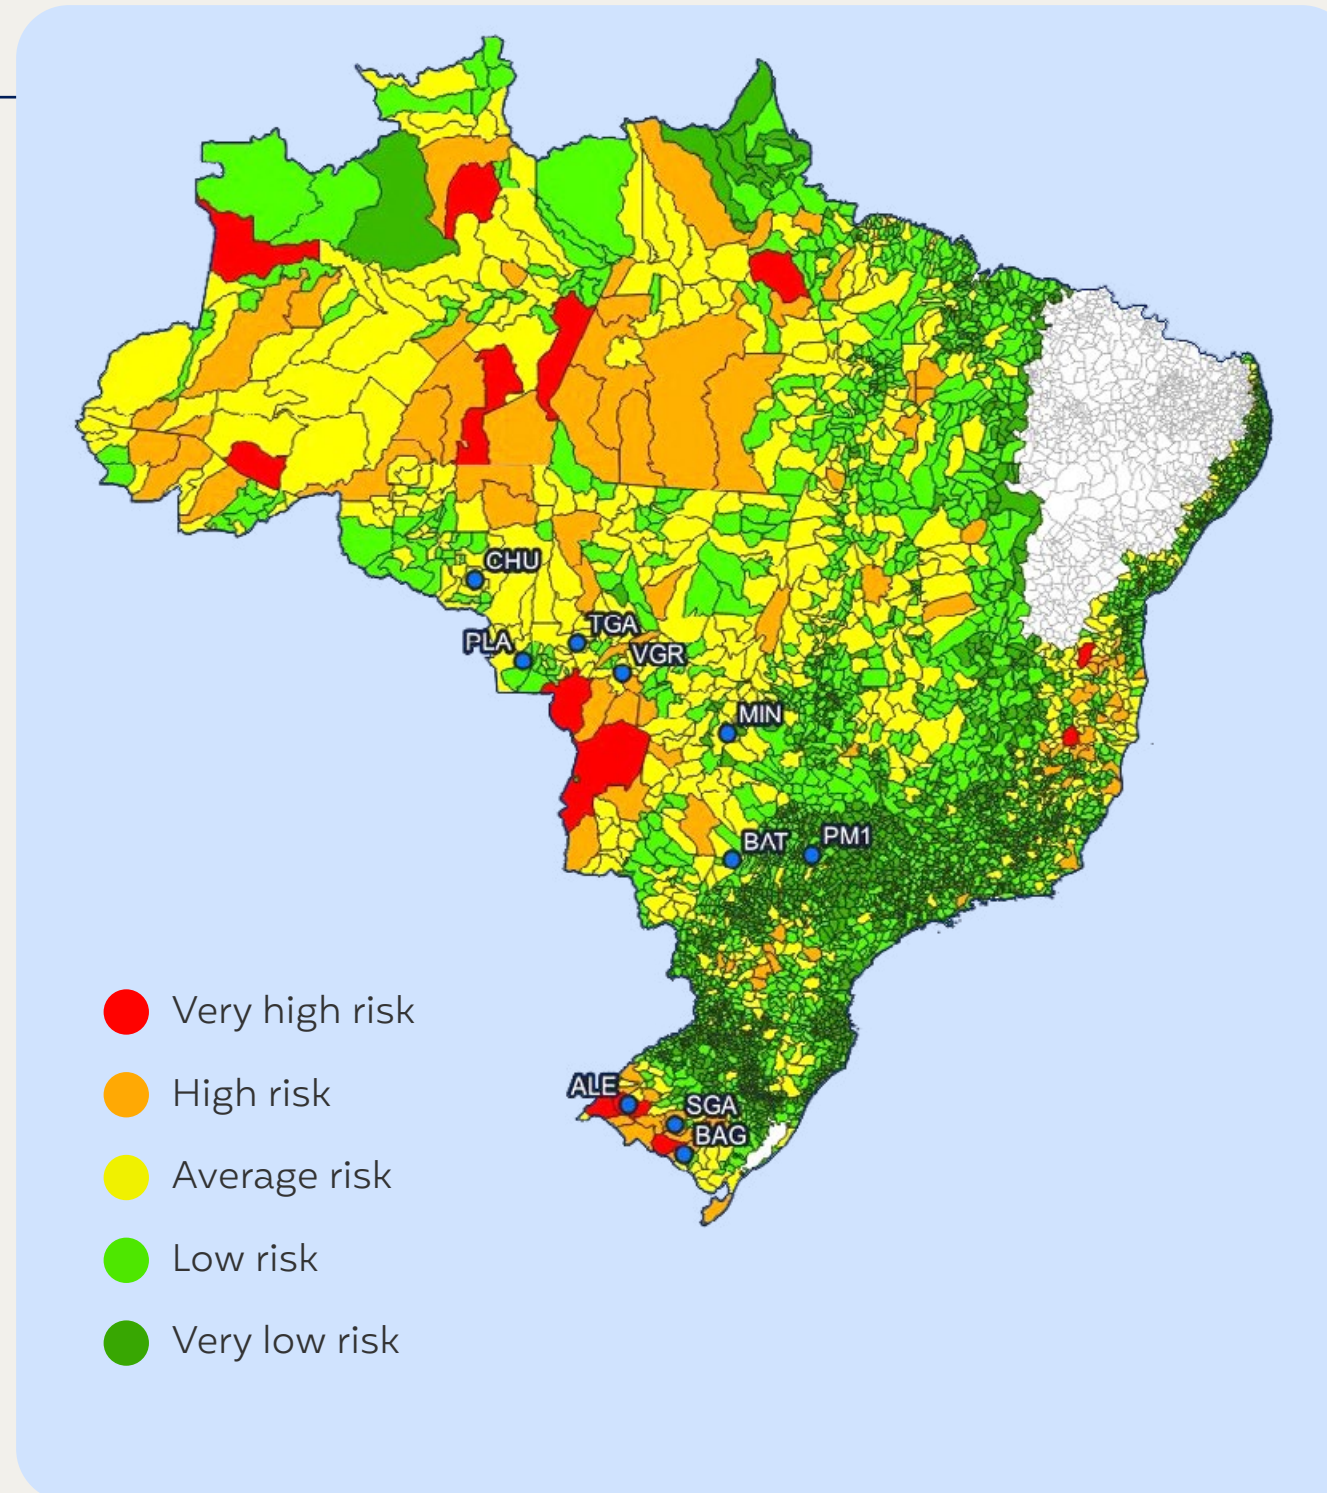 CHU
TGA
PLA
VGR
MIN
BAT
PM1
ALE
SGA
BAG
Very high risk
High risk
Average risk
Low risk
Very low risk